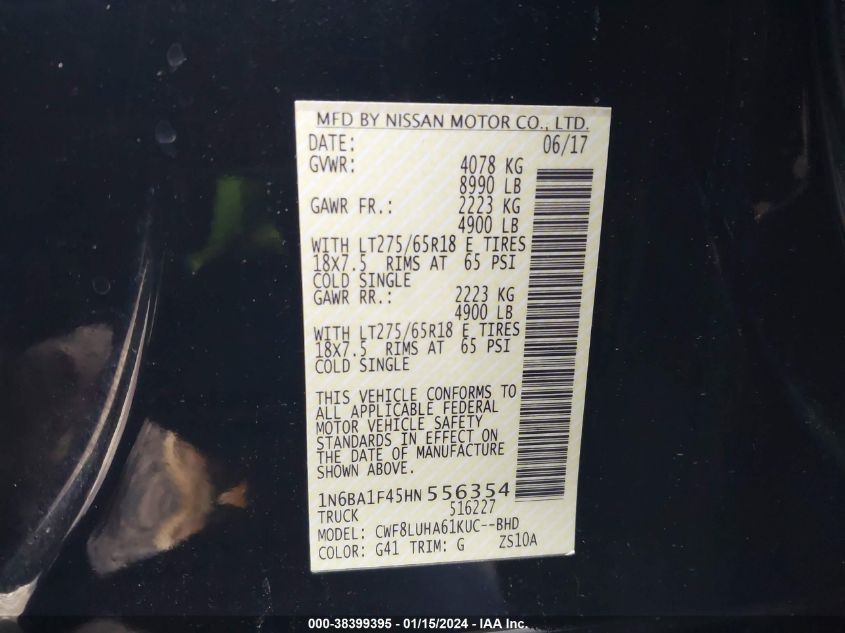 MFD BY NISSAN MOTOR CO., LTD.
DATE: 06/17
GVWR: 4078 KG
8990 LB
GAWR FR.: 2223 KG
4900 LB
WITH LT275/65R18 E TIRES
18X7.5 RIMS AT 65 PSI
COLD SINGLE
GAWR RR.: 2223 KG
4900 LB
WITH LT275/65R18 E TIRES
18X7.5 RIMS AT 65 PSI
COLD SINGLE
THIS VEHICLE CONFORMS TO
ALL APPLICABLE FEDERAL
MOTOR VEHICLE SAFETY
STANDARDS IN EFFECT ON
THE DATE OF MANUFACTURE
SHOWN ABOVE.
1N6BA1F45HN 556354
TRUCK 516227
MODEL: CWF8LUHA61KUC--BHD
COLOR: G41 TRIM: G ZS10A
000-38399395 - 01/15/2024 - IAA Inc.